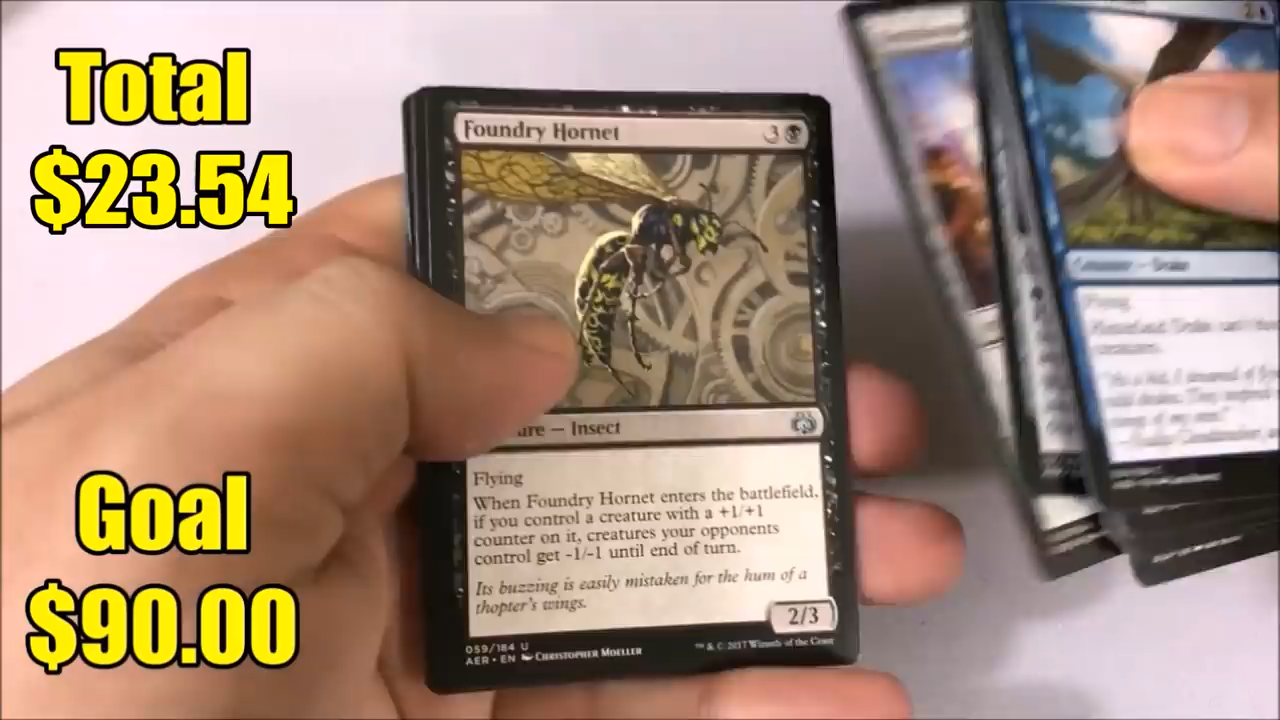 Total
$23.54
Goal
$90.00
Foundry Hornet 3
Insect
Flying
When Foundry Hornet enters the battlefield,
if you control a creature with a +1/+1
counter on it, creatures your opponents
control get -1/-1 until end of turn.
Its buzzing is easily mistaken for the hum of a
thopter's wings.
2/3
059/184 U
AER • EN Christopher Moeller
™ & © 2017 Wizards of the Coast
2
Drake
Flying